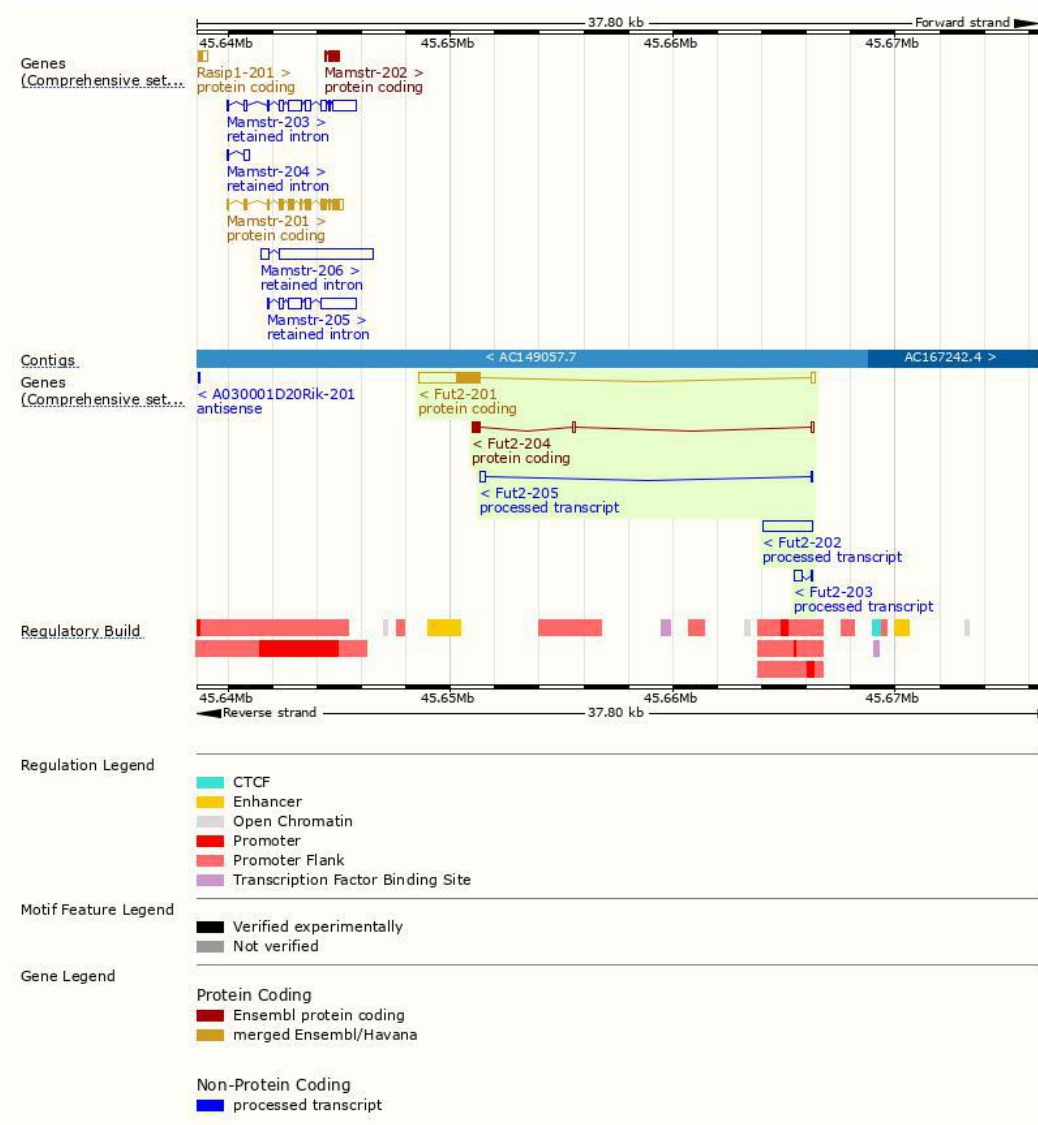 37.80 kb
Forward strand
45.64Mb 45.65Mb 45.66Mb 45.67Mb
Genes
(Comprehensive set...
Rasip1-201 >
protein coding
Mamstr-202 >
protein coding
Mamstr-203 >
retained intron
Mamstr-204 >
retained intron
Mamstr-201 >
protein coding
Mamstr-206 >
retained intron
Mamstr-205 >
retained intron
Contigs
< AC149057.7
AC167242.4 >
Genes
(Comprehensive set...
< A030001D20Rik-201
antisense
< Fut2-201
protein coding
< Fut2-204
protein coding
< Fut2-205
processed transcript
< Fut2-202
processed transcript
< Fut2-203
processed transcript
Regulatory Build
45.64Mb 45.65Mb 45.66Mb 45.67Mb
Reverse strand
37.80 kb
Regulation Legend
CTCF
Enhancer
Open Chromatin
Promoter
Promoter Flank
Transcription Factor Binding Site
Motif Feature Legend
Verified experimentally
Not verified
Gene Legend
Protein Coding
Ensembl protein coding
merged Ensembl/Havana
Non-Protein Coding
processed transcript